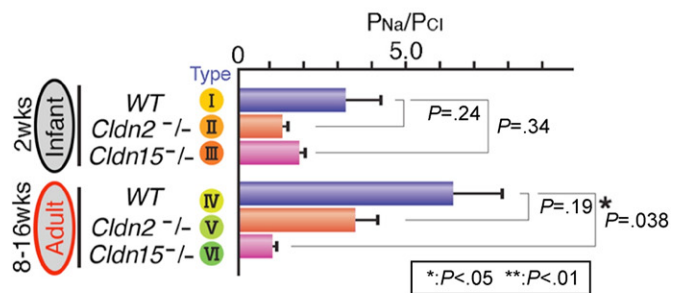 PNa/PCl
0 5.0
Type
2wks
Infant
WT I
Cldn2 -/- II
Cldn15-/- III
P=.24
P=.34
8-16wks
Adult
WT IV
Cldn2 -/- V
Cldn15-/- VI
P=.19
*
P=.038
*:P<.05 **:P<.01